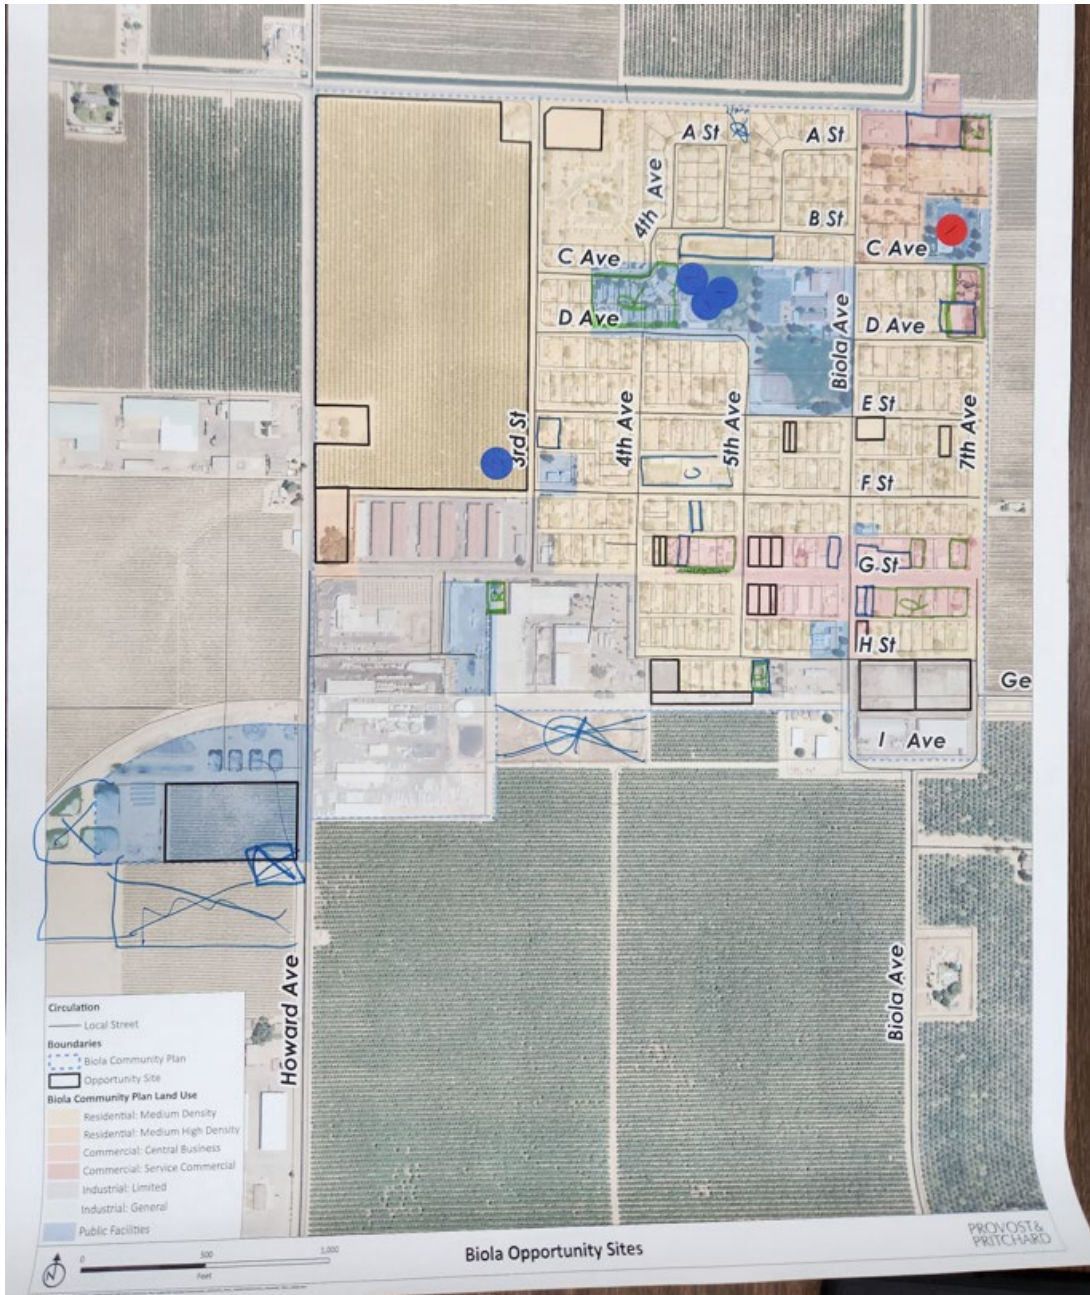 A St
A St
4th Ave
B St
C Ave
C Ave
R
D Ave
D Ave
Biola Ave
E St
3rd St
4th Ave
5th Ave
7th Ave
C
F St
G St
R
R
H St
Ge
I Ave
Howard Ave
Biola Ave
Circulation
Local Street
Boundaries
Biola Community Plan
Opportunity Site
Biola Community Plan Land Use
Residential: Medium Density
Residential: Medium High Density
Commercial: Central Business
Commercial: Service Commercial
Industrial: Limited
Industrial: General
Public Facilities
N
0 500 1,000
Feet
Biola Opportunity Sites
PROVOST&
PRITCHARD